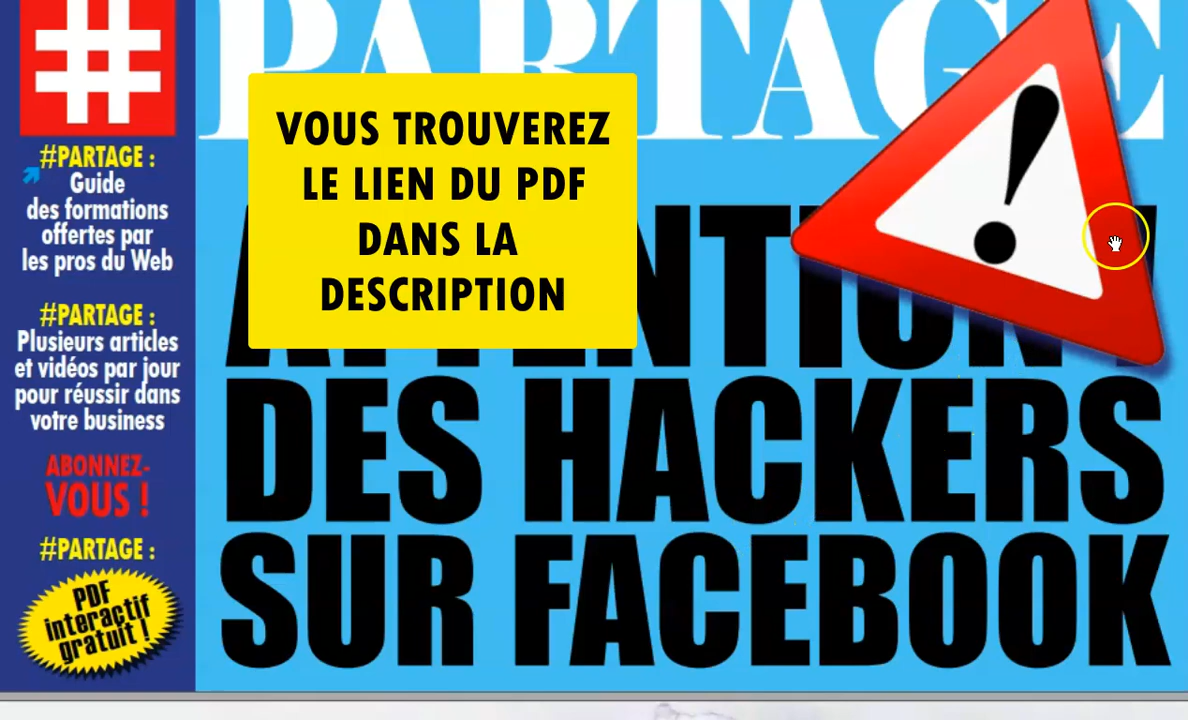 #
PARTAGE
#PARTAGE :
Guide
des formations
offertes par
les pros du Web
#PARTAGE :
Plusieurs articles
et vidéos par jour
pour réussir dans
votre business
ABONNEZ-
VOUS !
#PARTAGE :
PDF
interactif
gratuit !
VOUS TROUVEREZ
LE LIEN DU PDF
DANS LA
DESCRIPTION
ATTENTION !
DES HACKERS
SUR FACEBOOK